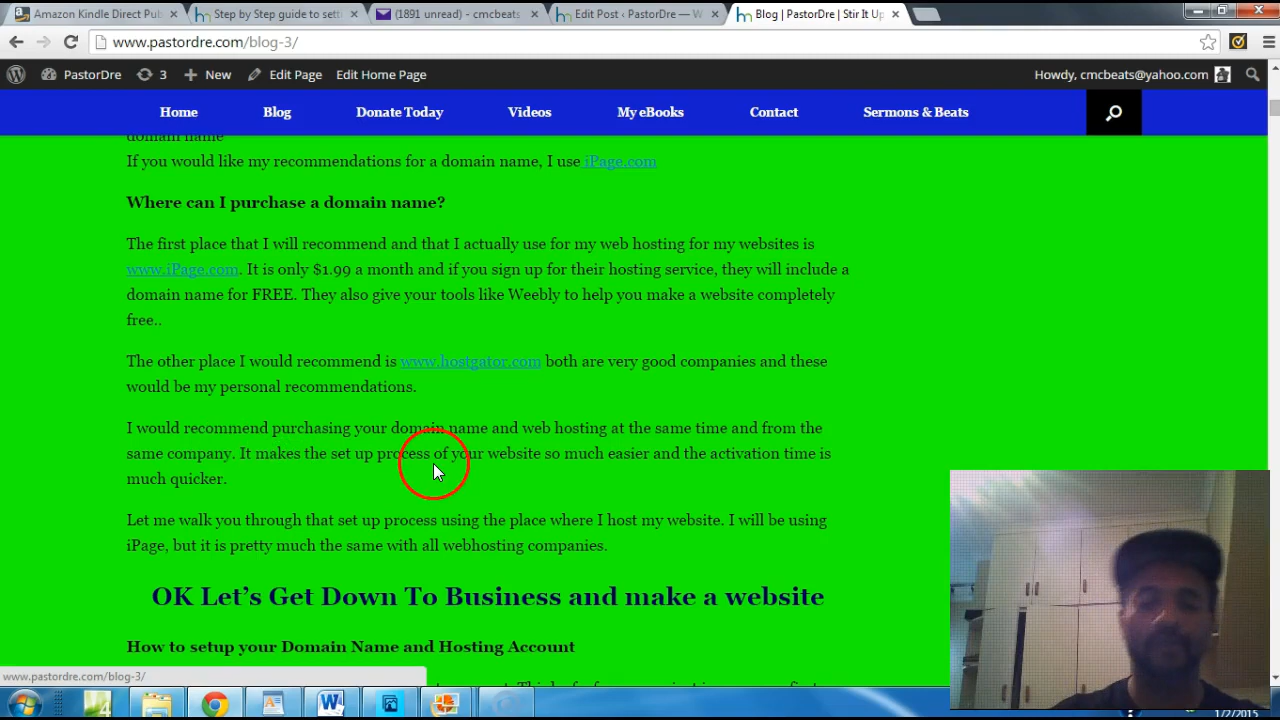 Amazon Kindle Direct Pub
Step by Step guide to sett
(1891 unread) - cmcbeats
Edit Post ‹ PastorDre — W
Blog | PastorDre | Stir It Up
www.pastordre.com/blog-3/
PastorDre 3 New Edit Page Edit Home Page Howdy, cmcbeats@yahoo.com
Home Blog Donate Today Videos My eBooks Contact Sermons & Beats
domain name
If you would like my recommendations for a domain name, I use iPage.com
Where can I purchase a domain name?
The first place that I will recommend and that I actually use for my web hosting for my websites is
www.iPage.com. It is only $1.99 a month and if you sign up for their hosting service, they will include a
domain name for FREE. They also give your tools like Weebly to help you make a website completely
free..
The other place I would recommend is www.hostgator.com both are very good companies and these
would be my personal recommendations.
I would recommend purchasing your domain name and web hosting at the same time and from the
same company. It makes the set up process of your website so much easier and the activation time is
much quicker.
Let me walk you through that set up process using the place where I host my website. I will be using
iPage, but it is pretty much the same with all webhosting companies.
OK Let's Get Down To Business and make a website
How to setup your Domain Name and Hosting Account
www.pastordre.com/blog-3/
1/2/2015